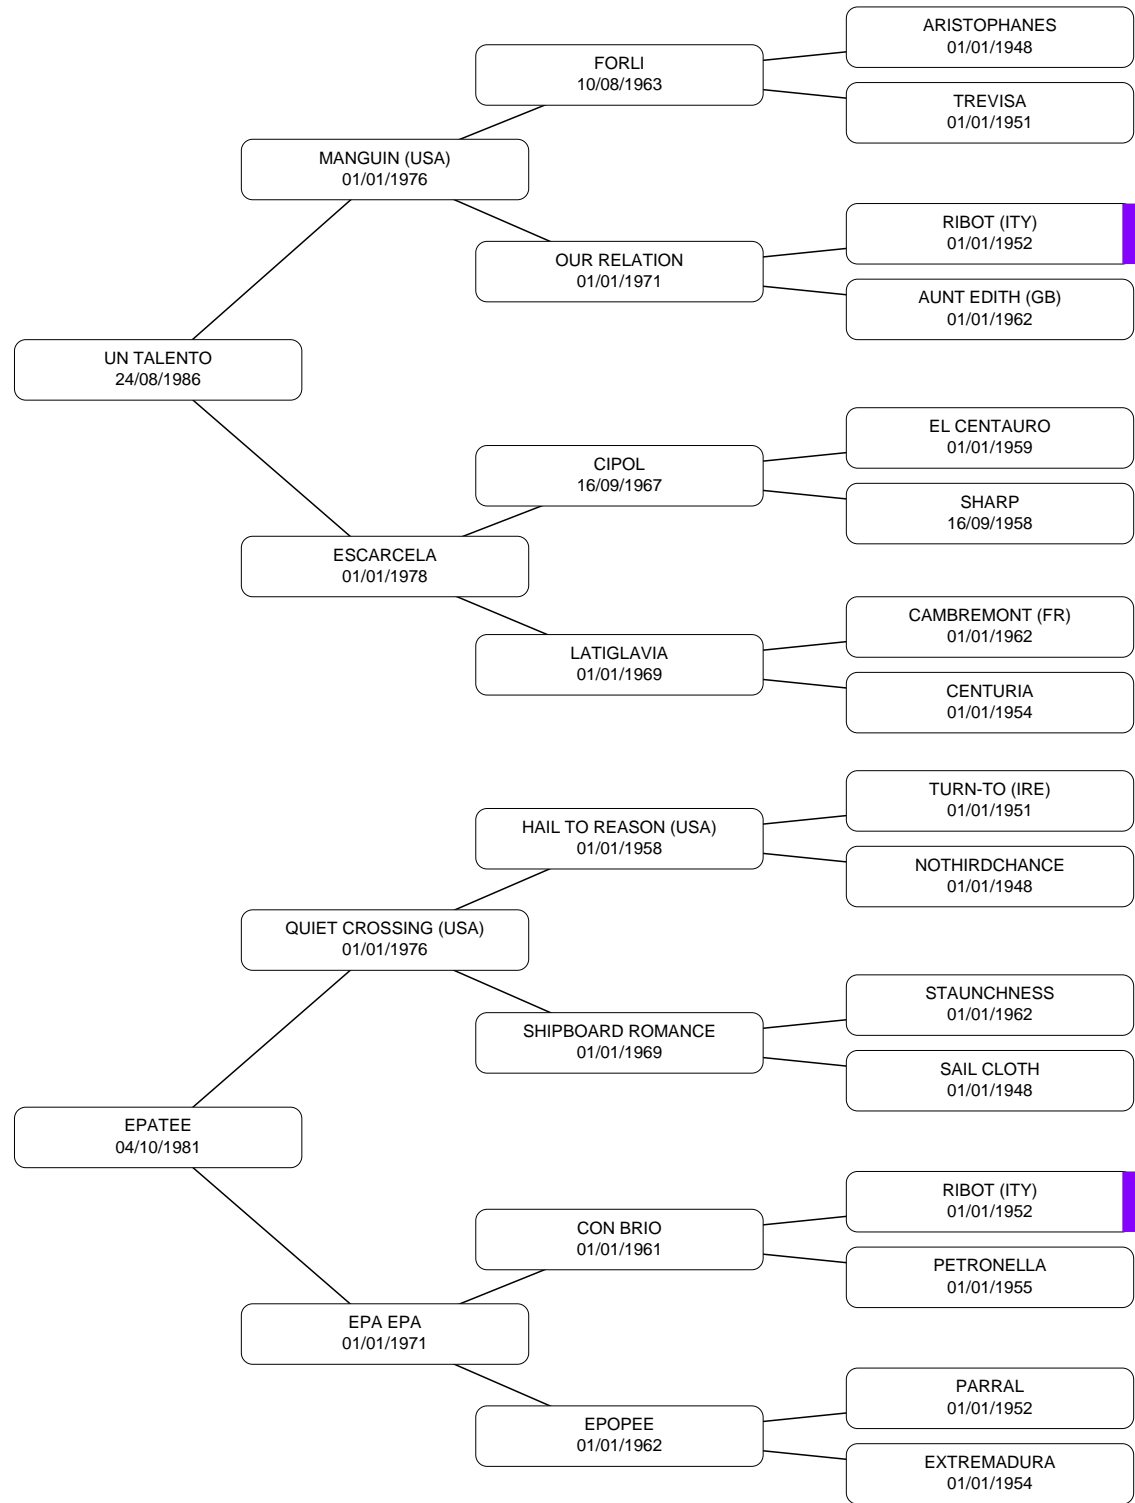 ARISTOPHANES
01/01/1948
FORLI
10/08/1963
TREVISA
01/01/1951
MANGUIN (USA)
01/01/1976
RIBOT (ITY)
01/01/1952
OUR RELATION
01/01/1971
AUNT EDITH (GB)
01/01/1962
UN TALENTO
24/08/1986
EL CENTAURO
01/01/1959
CIPOL
16/09/1967
SHARP
16/09/1958
ESCARCELA
01/01/1978
CAMBREMONT (FR)
01/01/1962
LATIGLAVIA
01/01/1969
CENTURIA
01/01/1954
TURN-TO (IRE)
01/01/1951
HAIL TO REASON (USA)
01/01/1958
NOTHIRDCHANCE
01/01/1948
QUIET CROSSING (USA)
01/01/1976
STAUNCHNESS
01/01/1962
SHIPBOARD ROMANCE
01/01/1969
SAIL CLOTH
01/01/1948
EPATEE
04/10/1981
RIBOT (ITY)
01/01/1952
CON BRIO
01/01/1961
PETRONELLA
01/01/1955
EPA EPA
01/01/1971
PARRAL
01/01/1952
EPOPEE
01/01/1962
EXTREMADURA
01/01/1954